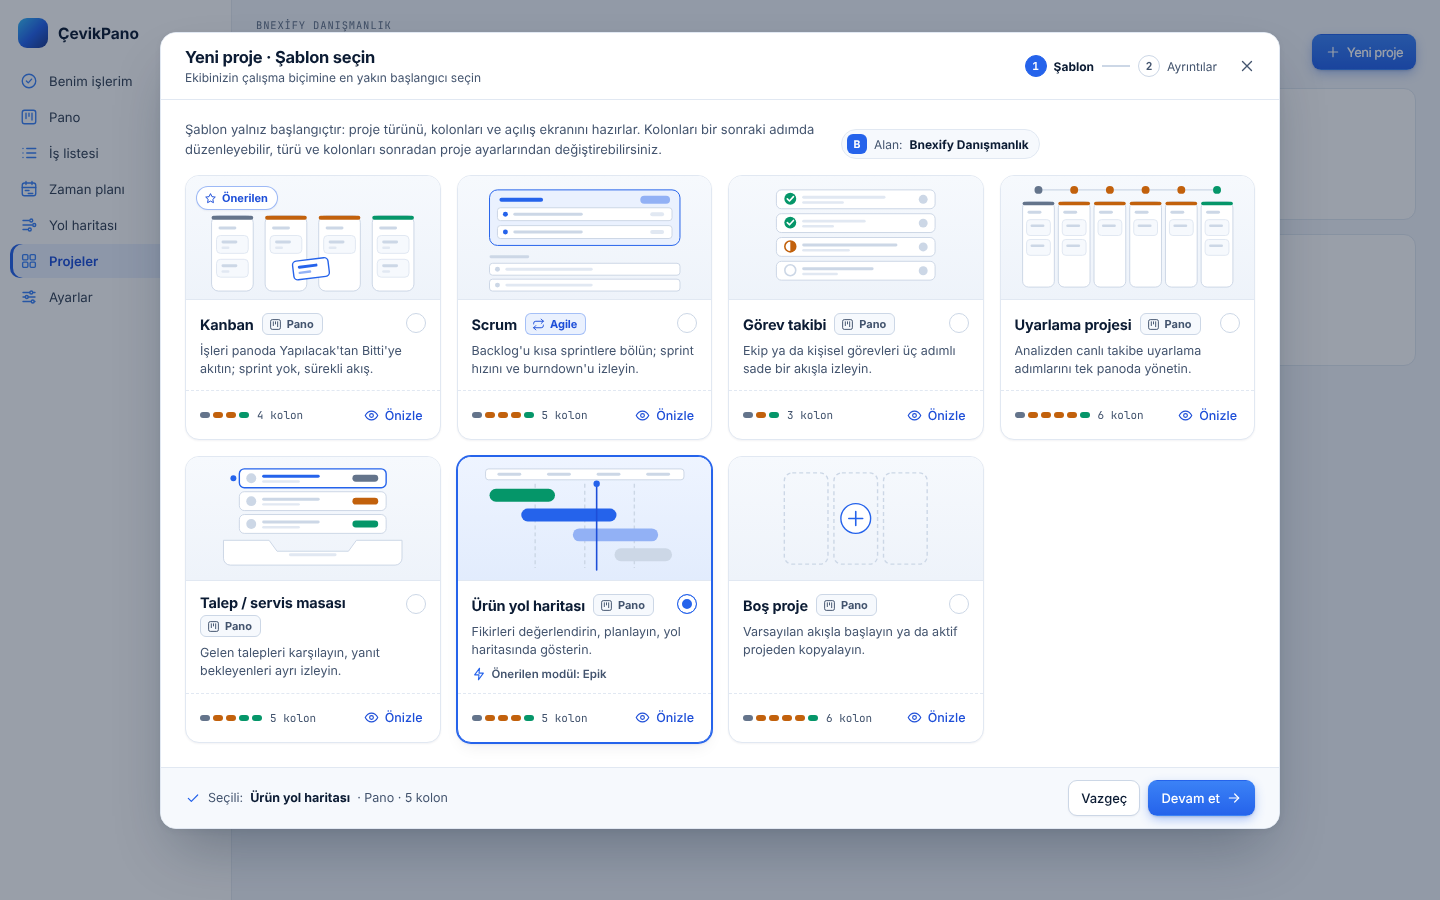 ÇevikPano
BNEXİFY DANIŞMANLIK
Benim işlerim
Pano
İş listesi
Zaman planı
Yol haritası
Projeler
Ayarlar
Yeni proje
Yeni proje · Şablon seçin
Ekibinizin çalışma biçimine en yakın başlangıcı seçin
1 Şablon
2 Ayrıntılar
Şablon yalnız başlangıçtır: proje türünü, kolonları ve açılış ekranını hazırlar. Kolonları bir sonraki adımda
düzenleyebilir, türü ve kolonları sonradan proje ayarlarından değiştirebilirsiniz.
B Alan: Bnexify Danışmanlık
Önerilen
Kanban Pano
İşleri panoda Yapılacak'tan Bitti'ye
akıtın; sprint yok, sürekli akış.
4 kolon Önizle
Scrum Agile
Backlog'u kısa sprintlere bölün; sprint
hızını ve burndown'u izleyin.
5 kolon Önizle
Görev takibi Pano
Ekip ya da kişisel görevleri üç adımlı
sade bir akışla izleyin.
3 kolon Önizle
Uyarlama projesi Pano
Analizden canlı takibe uyarlama
adımlarını tek panoda yönetin.
6 kolon Önizle
Talep / servis masası
Pano
Gelen talepleri karşılayın, yanıt
bekleyenleri ayrı izleyin.
5 kolon Önizle
Ürün yol haritası Pano
Fikirleri değerlendirin, planlayın, yol
haritasında gösterin.
Önerilen modül: Epik
5 kolon Önizle
Boş proje Pano
Varsayılan akışla başlayın ya da aktif
projeden kopyalayın.
6 kolon Önizle
Seçili: Ürün yol haritası · Pano · 5 kolon
Vazgeç
Devam et